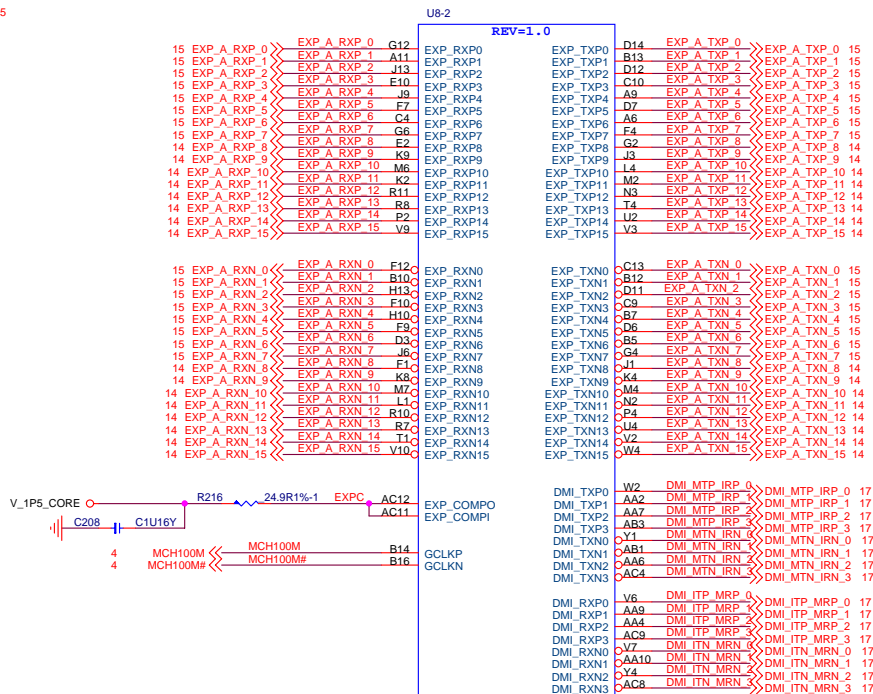 5
U8-2
REV=1.0
15 EXP_A_RXP_0 EXP_A_RXP_0 G12 EXP_RXP0 EXP_TXP0 D14 EXP_A_TXP_0 EXP_A_TXP_0 15
15 EXP_A_RXP_1 EXP_A_RXP_1 A11 EXP_RXP1 EXP_TXP1 B13 EXP_A_TXP_1 EXP_A_TXP_1 15
15 EXP_A_RXP_2 EXP_A_RXP_2 J13 EXP_RXP2 EXP_TXP2 D12 EXP_A_TXP_2 EXP_A_TXP_2 15
15 EXP_A_RXP_3 EXP_A_RXP_3 E10 EXP_RXP3 EXP_TXP3 C10 EXP_A_TXP_3 EXP_A_TXP_3 15
15 EXP_A_RXP_4 EXP_A_RXP_4 J9 EXP_RXP4 EXP_TXP4 A9 EXP_A_TXP_4 EXP_A_TXP_4 15
15 EXP_A_RXP_5 EXP_A_RXP_5 F7 EXP_RXP5 EXP_TXP5 D7 EXP_A_TXP_5 EXP_A_TXP_5 15
15 EXP_A_RXP_6 EXP_A_RXP_6 C4 EXP_RXP6 EXP_TXP6 A6 EXP_A_TXP_6 EXP_A_TXP_6 15
15 EXP_A_RXP_7 EXP_A_RXP_7 G6 EXP_RXP7 EXP_TXP7 F4 EXP_A_TXP_7 EXP_A_TXP_7 15
14 EXP_A_RXP_8 EXP_A_RXP_8 E2 EXP_RXP8 EXP_TXP8 G2 EXP_A_TXP_8 EXP_A_TXP_8 14
14 EXP_A_RXP_9 EXP_A_RXP_9 K9 EXP_RXP9 EXP_TXP9 J3 EXP_A_TXP_9 EXP_A_TXP_9 14
14 EXP_A_RXP_10 EXP_A_RXP_10 M6 EXP_RXP10 EXP_TXP10 L4 EXP_A_TXP_10 EXP_A_TXP_10 14
14 EXP_A_RXP_11 EXP_A_RXP_11 K2 EXP_RXP11 EXP_TXP11 M2 EXP_A_TXP_11 EXP_A_TXP_11 14
14 EXP_A_RXP_12 EXP_A_RXP_12 R11 EXP_RXP12 EXP_TXP12 N3 EXP_A_TXP_12 EXP_A_TXP_12 14
14 EXP_A_RXP_13 EXP_A_RXP_13 R8 EXP_RXP13 EXP_TXP13 T4 EXP_A_TXP_13 EXP_A_TXP_13 14
14 EXP_A_RXP_14 EXP_A_RXP_14 P2 EXP_RXP14 EXP_TXP14 U2 EXP_A_TXP_14 EXP_A_TXP_14 14
14 EXP_A_RXP_15 EXP_A_RXP_15 V9 EXP_RXP15 EXP_TXP15 V3 EXP_A_TXP_15 EXP_A_TXP_15 14
15 EXP_A_RXN_0 EXP_A_RXN_0 F12 EXP_RXN0 EXP_TXN0 C13 EXP_A_TXN_0 EXP_A_TXN_0 15
15 EXP_A_RXN_1 EXP_A_RXN_1 B10 EXP_RXN1 EXP_TXN1 B12 EXP_A_TXN_1 EXP_A_TXN_1 15
15 EXP_A_RXN_2 EXP_A_RXN_2 H13 EXP_RXN2 EXP_TXN2 D11 EXP_A_TXN_2 EXP_A_TXN_2 15
15 EXP_A_RXN_3 EXP_A_RXN_3 F10 EXP_RXN3 EXP_TXN3 C9 EXP_A_TXN_3 EXP_A_TXN_3 15
15 EXP_A_RXN_4 EXP_A_RXN_4 H10 EXP_RXN4 EXP_TXN4 B7 EXP_A_TXN_4 EXP_A_TXN_4 15
15 EXP_A_RXN_5 EXP_A_RXN_5 F9 EXP_RXN5 EXP_TXN5 D6 EXP_A_TXN_5 EXP_A_TXN_5 15
15 EXP_A_RXN_6 EXP_A_RXN_6 D3 EXP_RXN6 EXP_TXN6 B5 EXP_A_TXN_6 EXP_A_TXN_6 15
15 EXP_A_RXN_7 EXP_A_RXN_7 J6 EXP_RXN7 EXP_TXN7 G4 EXP_A_TXN_7 EXP_A_TXN_7 15
14 EXP_A_RXN_8 EXP_A_RXN_8 F1 EXP_RXN8 EXP_TXN8 J1 EXP_A_TXN_8 EXP_A_TXN_8 14
14 EXP_A_RXN_9 EXP_A_RXN_9 K8 EXP_RXN9 EXP_TXN9 K4 EXP_A_TXN_9 EXP_A_TXN_9 14
14 EXP_A_RXN_10 EXP_A_RXN_10 M7 EXP_RXN10 EXP_TXN10 M4 EXP_A_TXN_10 EXP_A_TXN_10 14
14 EXP_A_RXN_11 EXP_A_RXN_11 L1 EXP_RXN11 EXP_TXN11 N2 EXP_A_TXN_11 EXP_A_TXN_11 14
14 EXP_A_RXN_12 EXP_A_RXN_12 R10 EXP_RXN12 EXP_TXN12 P4 EXP_A_TXN_12 EXP_A_TXN_12 14
14 EXP_A_RXN_13 EXP_A_RXN_13 R7 EXP_RXN13 EXP_TXN13 U4 EXP_A_TXN_13 EXP_A_TXN_13 14
14 EXP_A_RXN_14 EXP_A_RXN_14 T1 EXP_RXN14 EXP_TXN14 V2 EXP_A_TXN_14 EXP_A_TXN_14 14
14 EXP_A_RXN_15 EXP_A_RXN_15 V10 EXP_RXN15 EXP_TXN15 W4 EXP_A_TXN_15 EXP_A_TXN_15 14
V_1P5_CORE R216 24.9R1%-1 EXPC AC12 EXP_COMPO
AC11 EXP_COMPI
C208 C1U16Y
4 MCH100M MCH100M B14 GCLKP
4 MCH100M# MCH100M# B16 GCLKN
DMI_TXP0 W2 DMI_MTP_IRP_0 DMI_MTP_IRP_0 17
DMI_TXP1 AA2 DMI_MTP_IRP_1 DMI_MTP_IRP_1 17
DMI_TXP2 AA7 DMI_MTP_IRP_2 DMI_MTP_IRP_2 17
DMI_TXP3 AB3 DMI_MTP_IRP_3 DMI_MTP_IRP_3 17
DMI_TXN0 Y1 DMI_MTN_IRN_0 DMI_MTN_IRN_0 17
DMI_TXN1 AB1 DMI_MTN_IRN_1 DMI_MTN_IRN_1 17
DMI_TXN2 AA6 DMI_MTN_IRN_2 DMI_MTN_IRN_2 17
DMI_TXN3 AC4 DMI_MTN_IRN_3 DMI_MTN_IRN_3 17
DMI_RXP0 V6 DMI_ITP_MRP_0 DMI_ITP_MRP_0 17
DMI_RXP1 AA9 DMI_ITP_MRP_1 DMI_ITP_MRP_1 17
DMI_RXP2 AA4 DMI_ITP_MRP_2 DMI_ITP_MRP_2 17
DMI_RXP3 AC9 DMI_ITP_MRP_3 DMI_ITP_MRP_3 17
DMI_RXN0 V7 DMI_ITN_MRN_0 DMI_ITN_MRN_0 17
DMI_RXN1 AA10 DMI_ITN_MRN_1 DMI_ITN_MRN_1 17
DMI_RXN2 Y4 DMI_ITN_MRN_2 DMI_ITN_MRN_2 17
DMI_RXN3 AC8 DMI_ITN_MRN_3 DMI_ITN_MRN_3 17